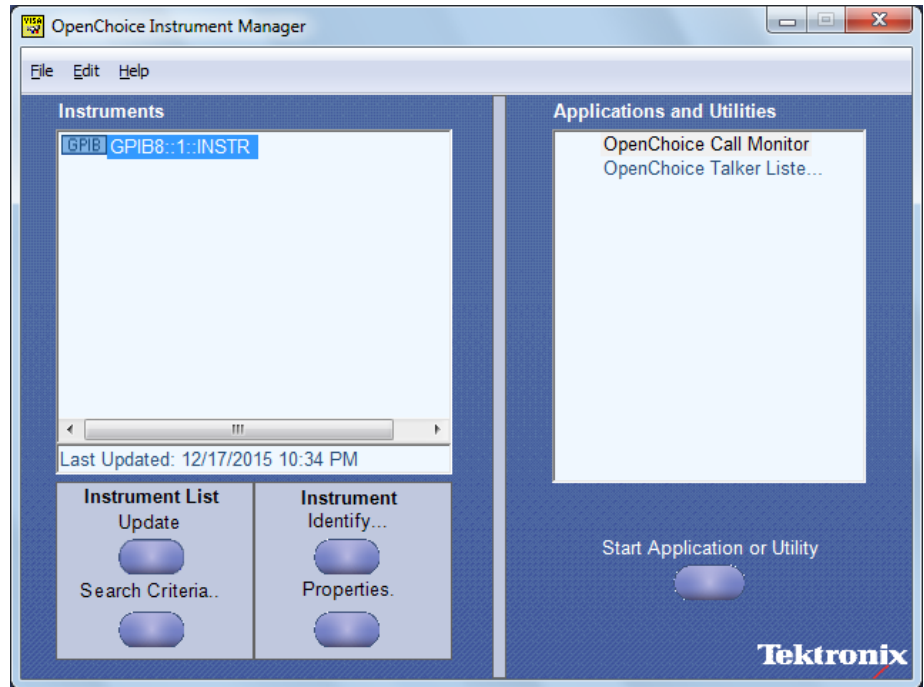 VISA
OpenChoice Instrument Manager
File Edit Help
Instruments
GPIB GPIB8::1::INSTR
Last Updated: 12/17/2015 10:34 PM
Instrument List
Update
Search Criteria..
Instrument
Identify...
Properties.
Applications and Utilities
OpenChoice Call Monitor
OpenChoice Talker Liste...
Start Application or Utility
Tektronix